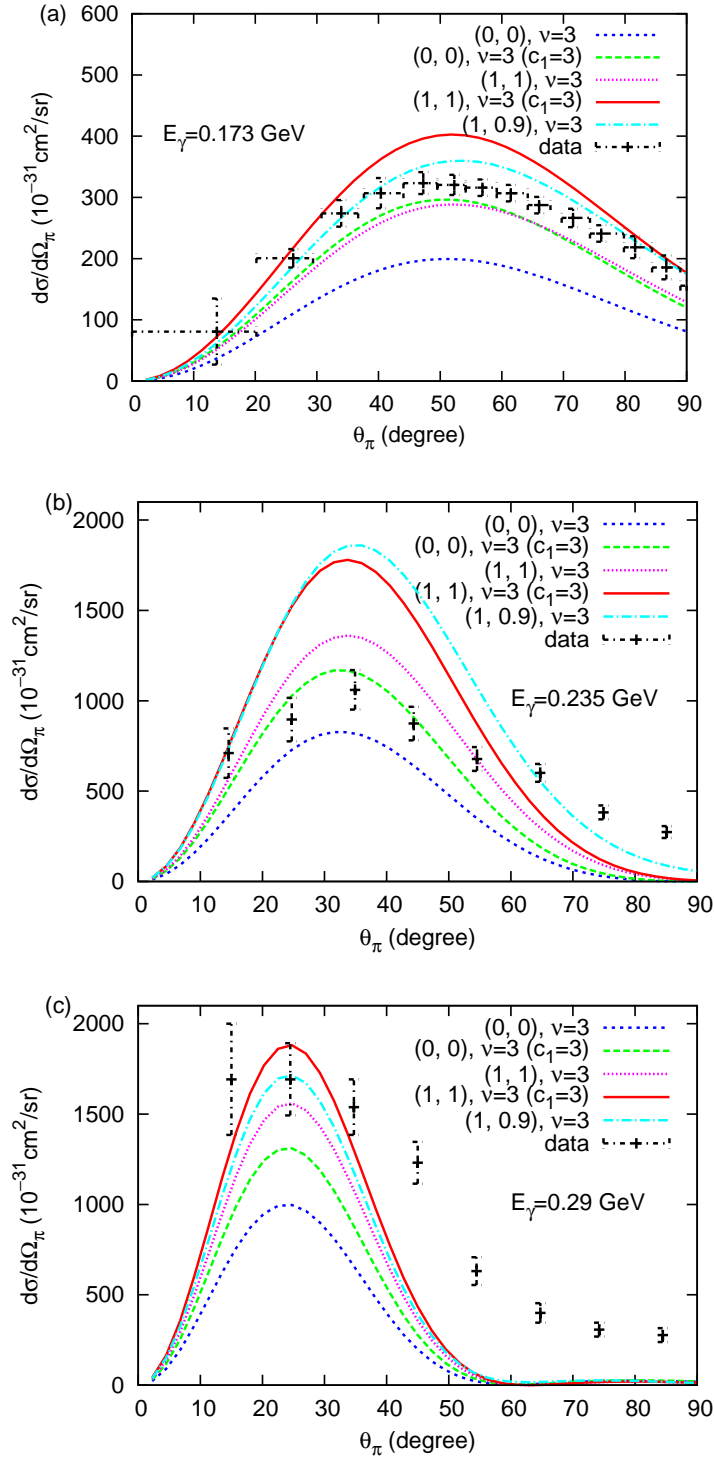 (a)
600
500
400
300
200
100
0
dσ/dΩπ (10⁻³¹cm²/sr)
Eγ=0.173 GeV
(0, 0), ν=3
(0, 0), ν=3 (c₁=3)
(1, 1), ν=3
(1, 1), ν=3 (c₁=3)
(1, 0.9), ν=3
data
0 10 20 30 40 50 60 70 80 90
θπ (degree)
(b)
2000
1500
1000
500
0
dσ/dΩπ (10⁻³¹cm²/sr)
(0, 0), ν=3
(0, 0), ν=3 (c₁=3)
(1, 1), ν=3
(1, 1), ν=3 (c₁=3)
(1, 0.9), ν=3
data
Eγ=0.235 GeV
0 10 20 30 40 50 60 70 80 90
θπ (degree)
(c)
2000
1500
1000
500
0
dσ/dΩπ (10⁻³¹cm²/sr)
(0, 0), ν=3
(0, 0), ν=3 (c₁=3)
(1, 1), ν=3
(1, 1), ν=3 (c₁=3)
(1, 0.9), ν=3
data
Eγ=0.29 GeV
0 10 20 30 40 50 60 70 80 90
θπ (degree)